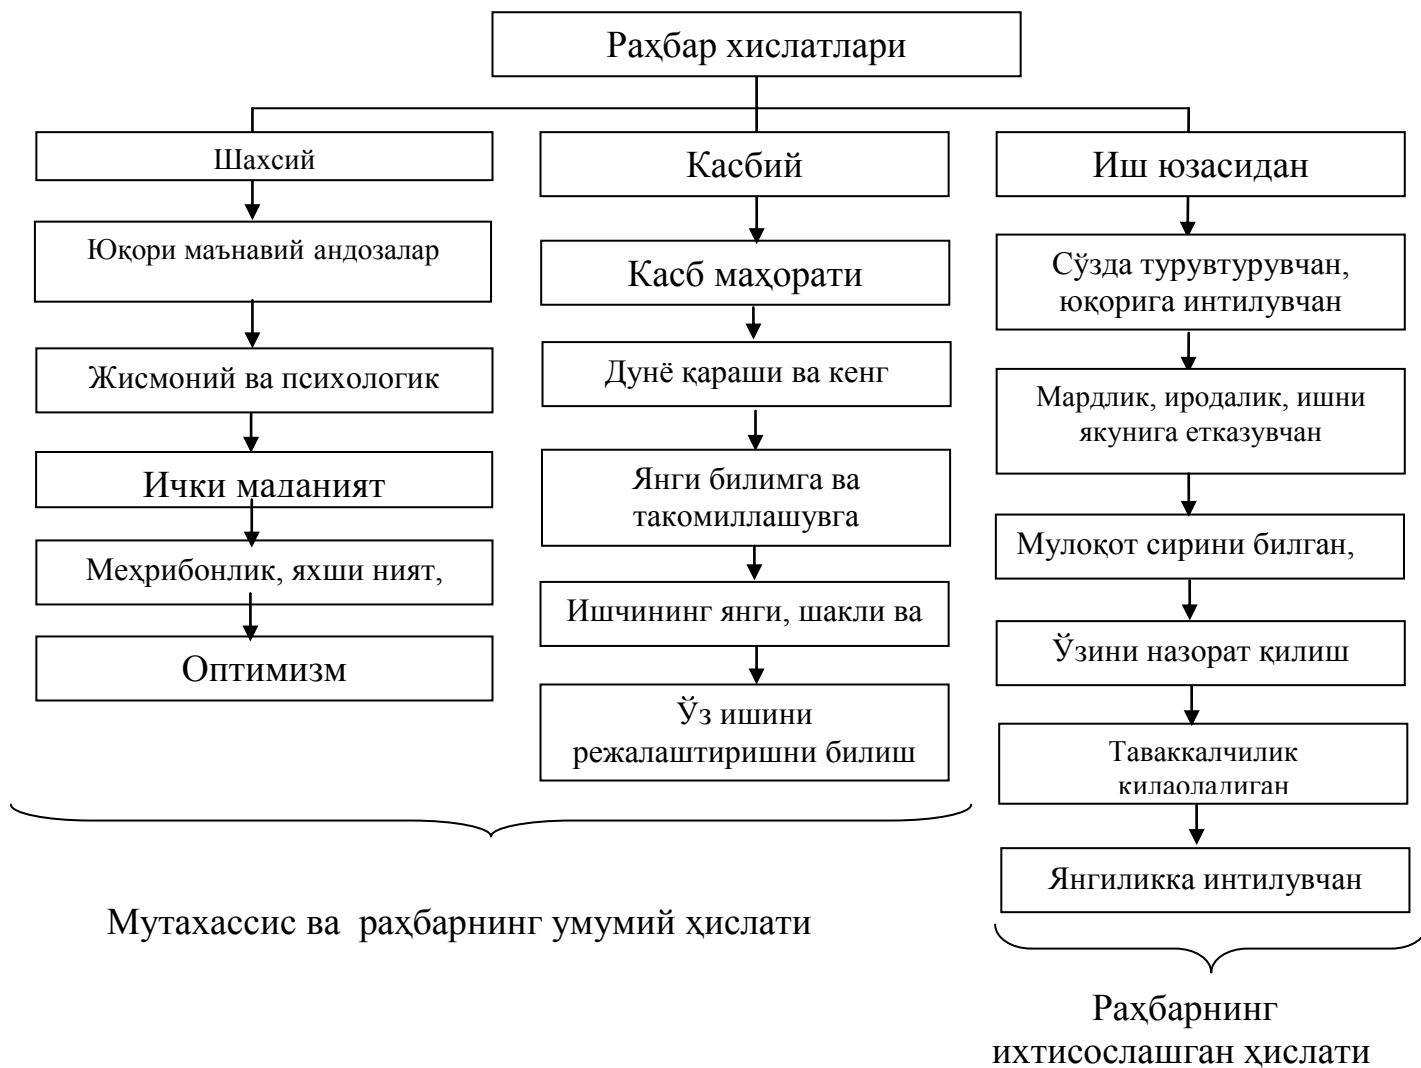 Раҳбар хислатлари
Шахсий
Юқори маънавий андозалар
Жисмоний ва психологик
Ички маданият
Меҳрибонлик, яхши ният,
Оптимизм
Касбий
Касб маҳорати
Дунё қараши ва кенг
Янги билимга ва
такомиллашувга
Ишчининг янги, шакли ва
Ўз ишини
режалаштиришни билиш
Иш юзасидан
Сўзда турувтурувчан,
юқорига интилувчан
Мардлик, иродалик, ишни
якунига етказувчан
Мулоқот сирини билган,
Ўзини назорат қилиш
Таваккалчилик
қилаоладиган
Янгиликка интилувчан
Мутахассис ва раҳбарнинг умумий ҳислати
Раҳбарнинг
ихтисослашган ҳислати